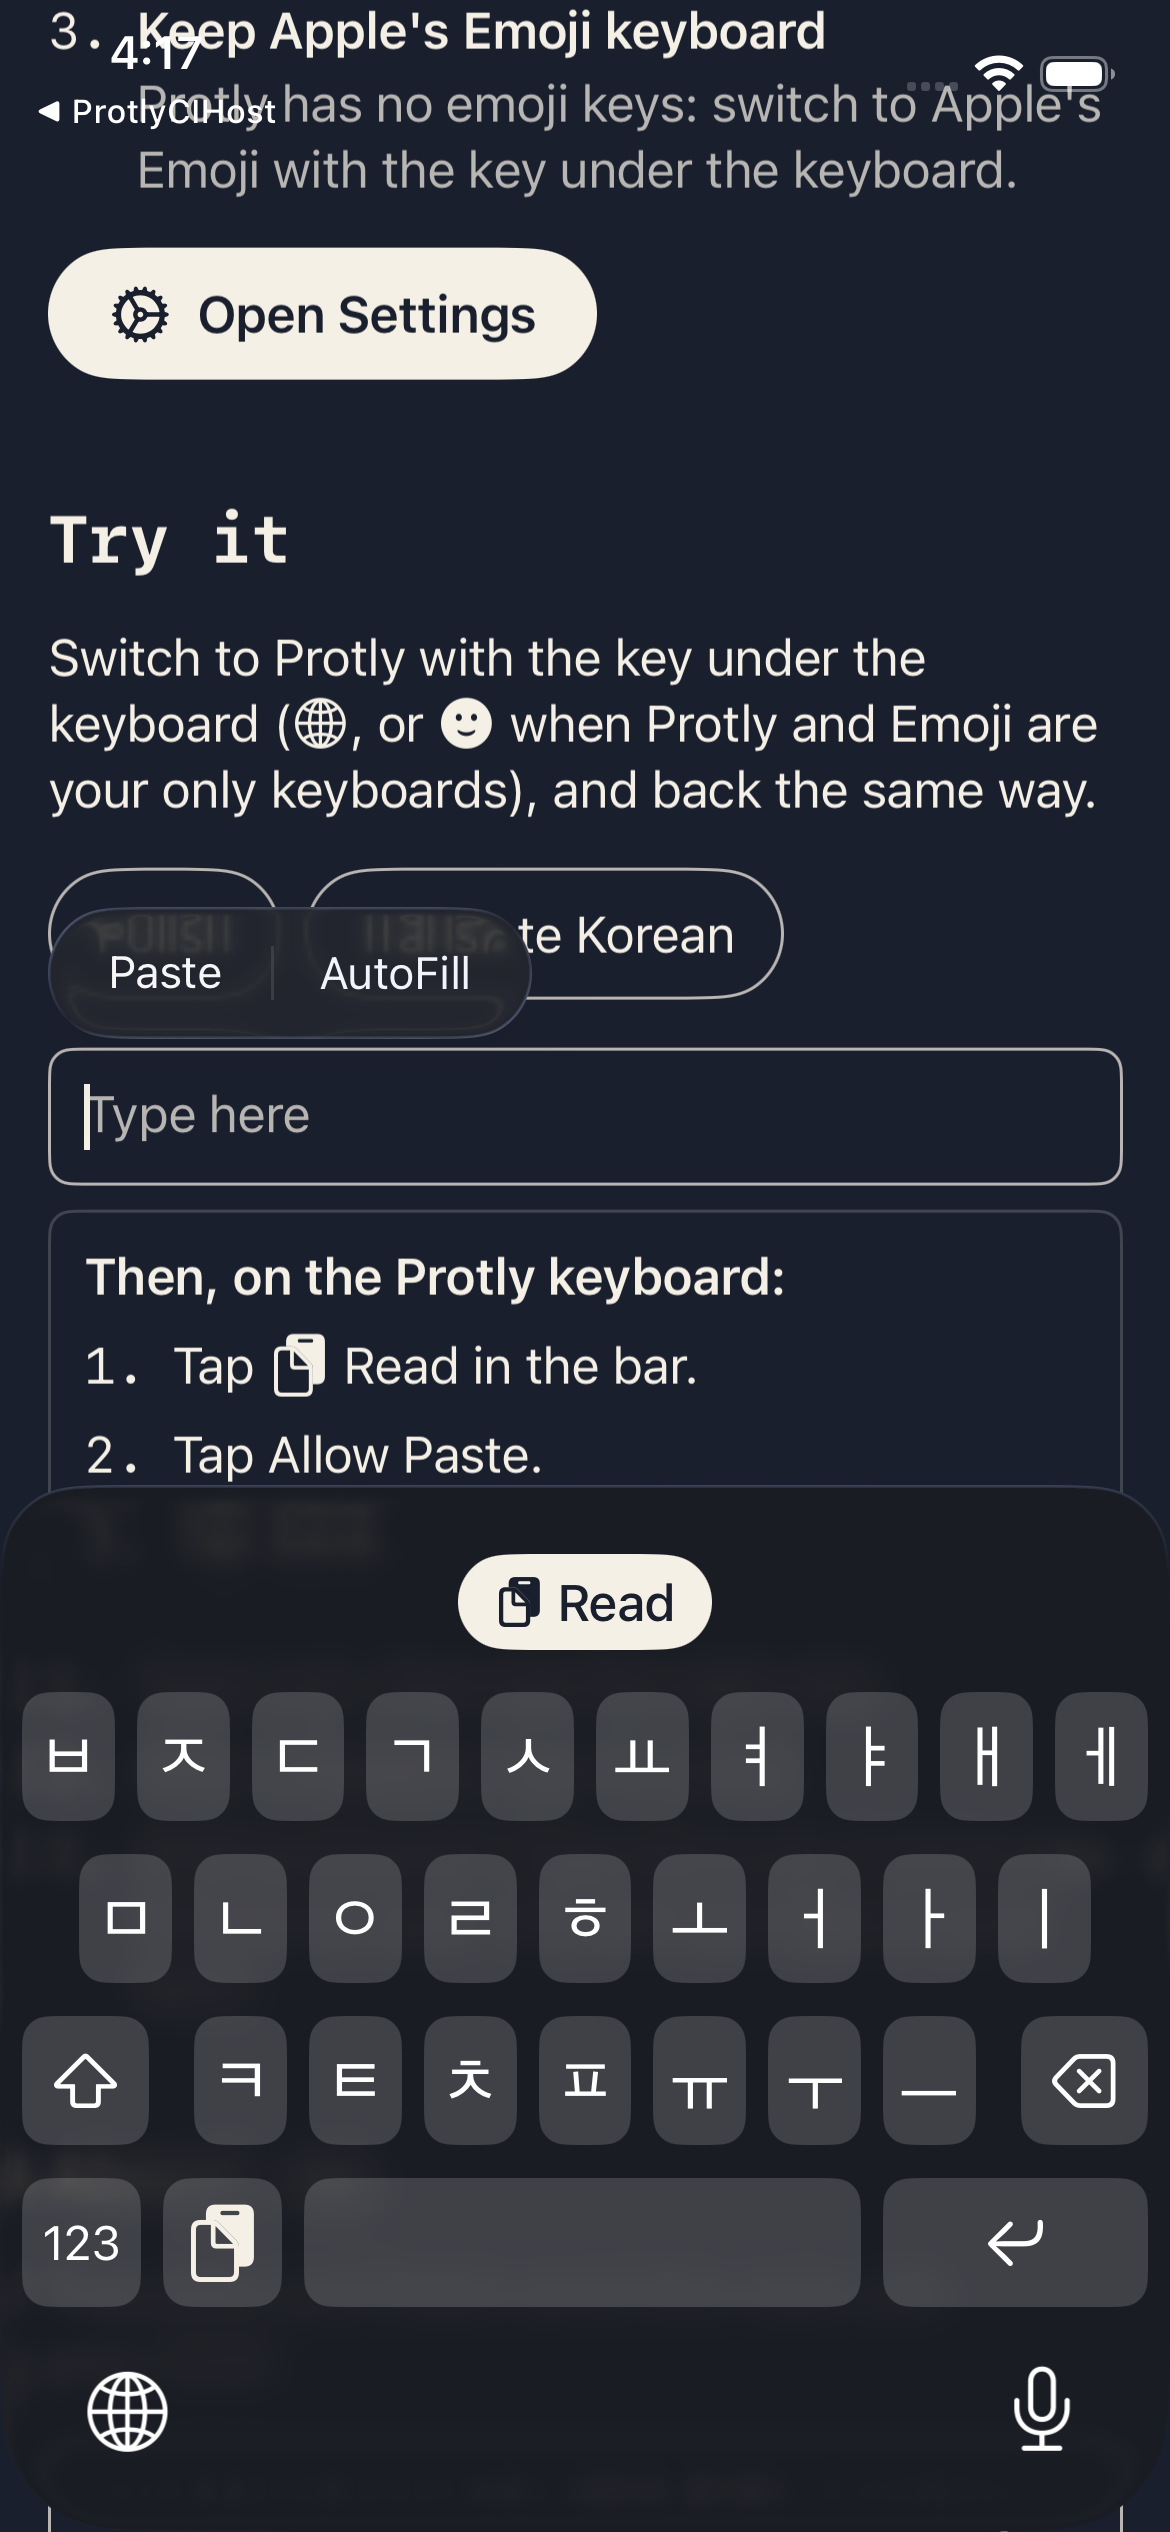 3. Keep Apple's Emoji keyboard
4:17
ProtlyCIHost
Protly has no emoji keys: switch to Apple's
Emoji with the key under the keyboard.
Open Settings
Try it
Switch to Protly with the key under the
keyboard (, or when Protly and Emoji are
your only keyboards), and back the same way.
te Korean
Paste AutoFill
Type here
Then, on the Protly keyboard:
1. Tap Read in the bar.
2. Tap Allow Paste.
Read
ㅂ ㅈ ㄷ ㄱ ㅅ ㅛ ㅕ ㅑ ㅐ ㅔ
ㅁ ㄴ ㅇ ㄹ ㅎ ㅗ ㅓ ㅏ ㅣ
ㅋ ㅌ ㅊ ㅍ ㅠ ㅜ ㅡ
123